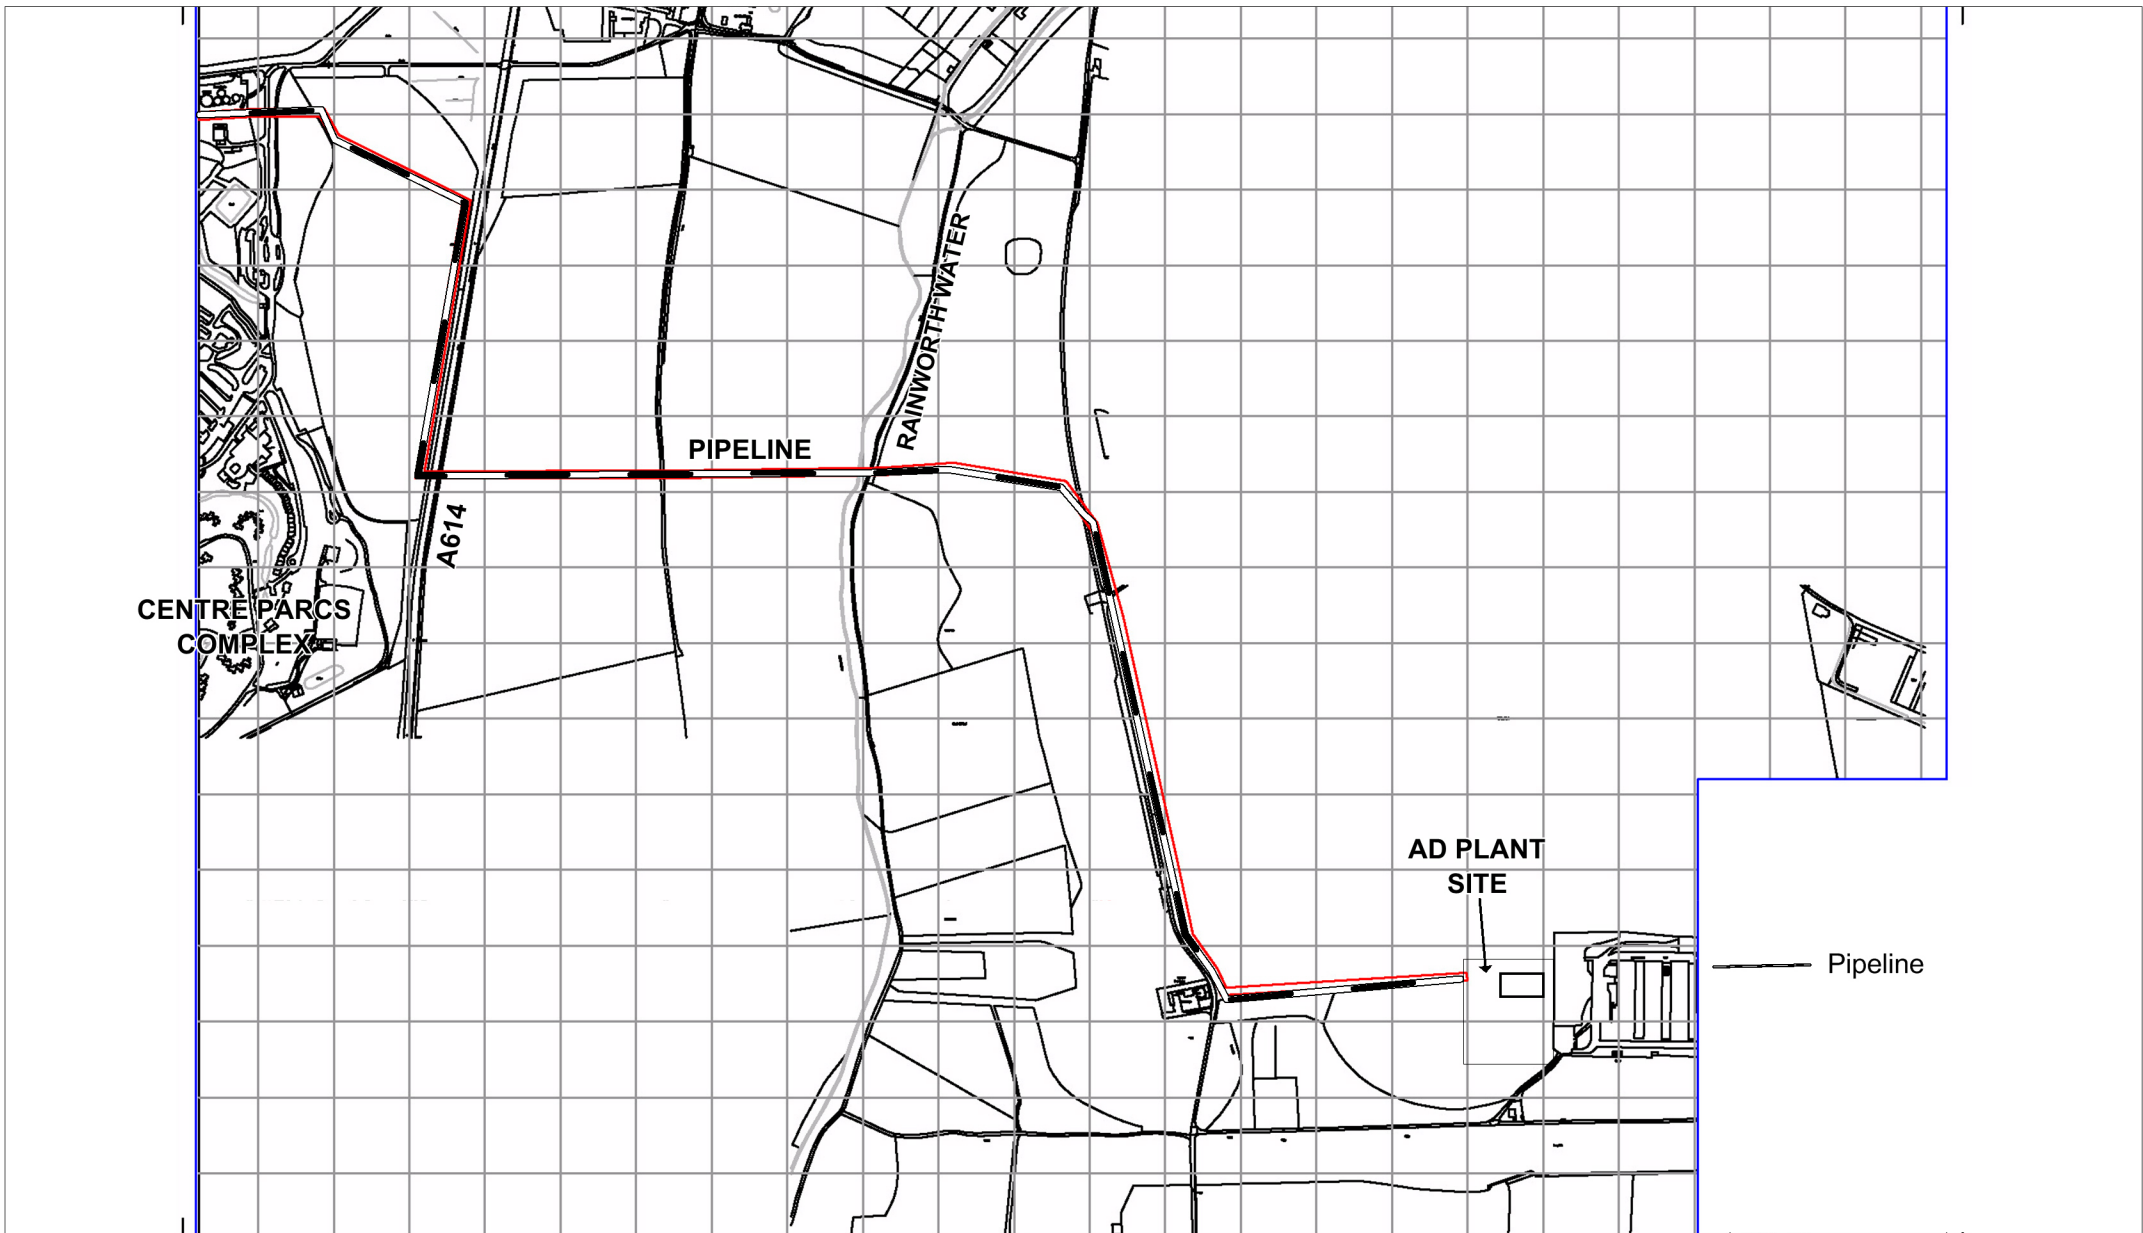 RAINWORTH WATER
PIPELINE
A614
CENTRE PARCS
COMPLEX
AD PLANT
SITE
Pipeline